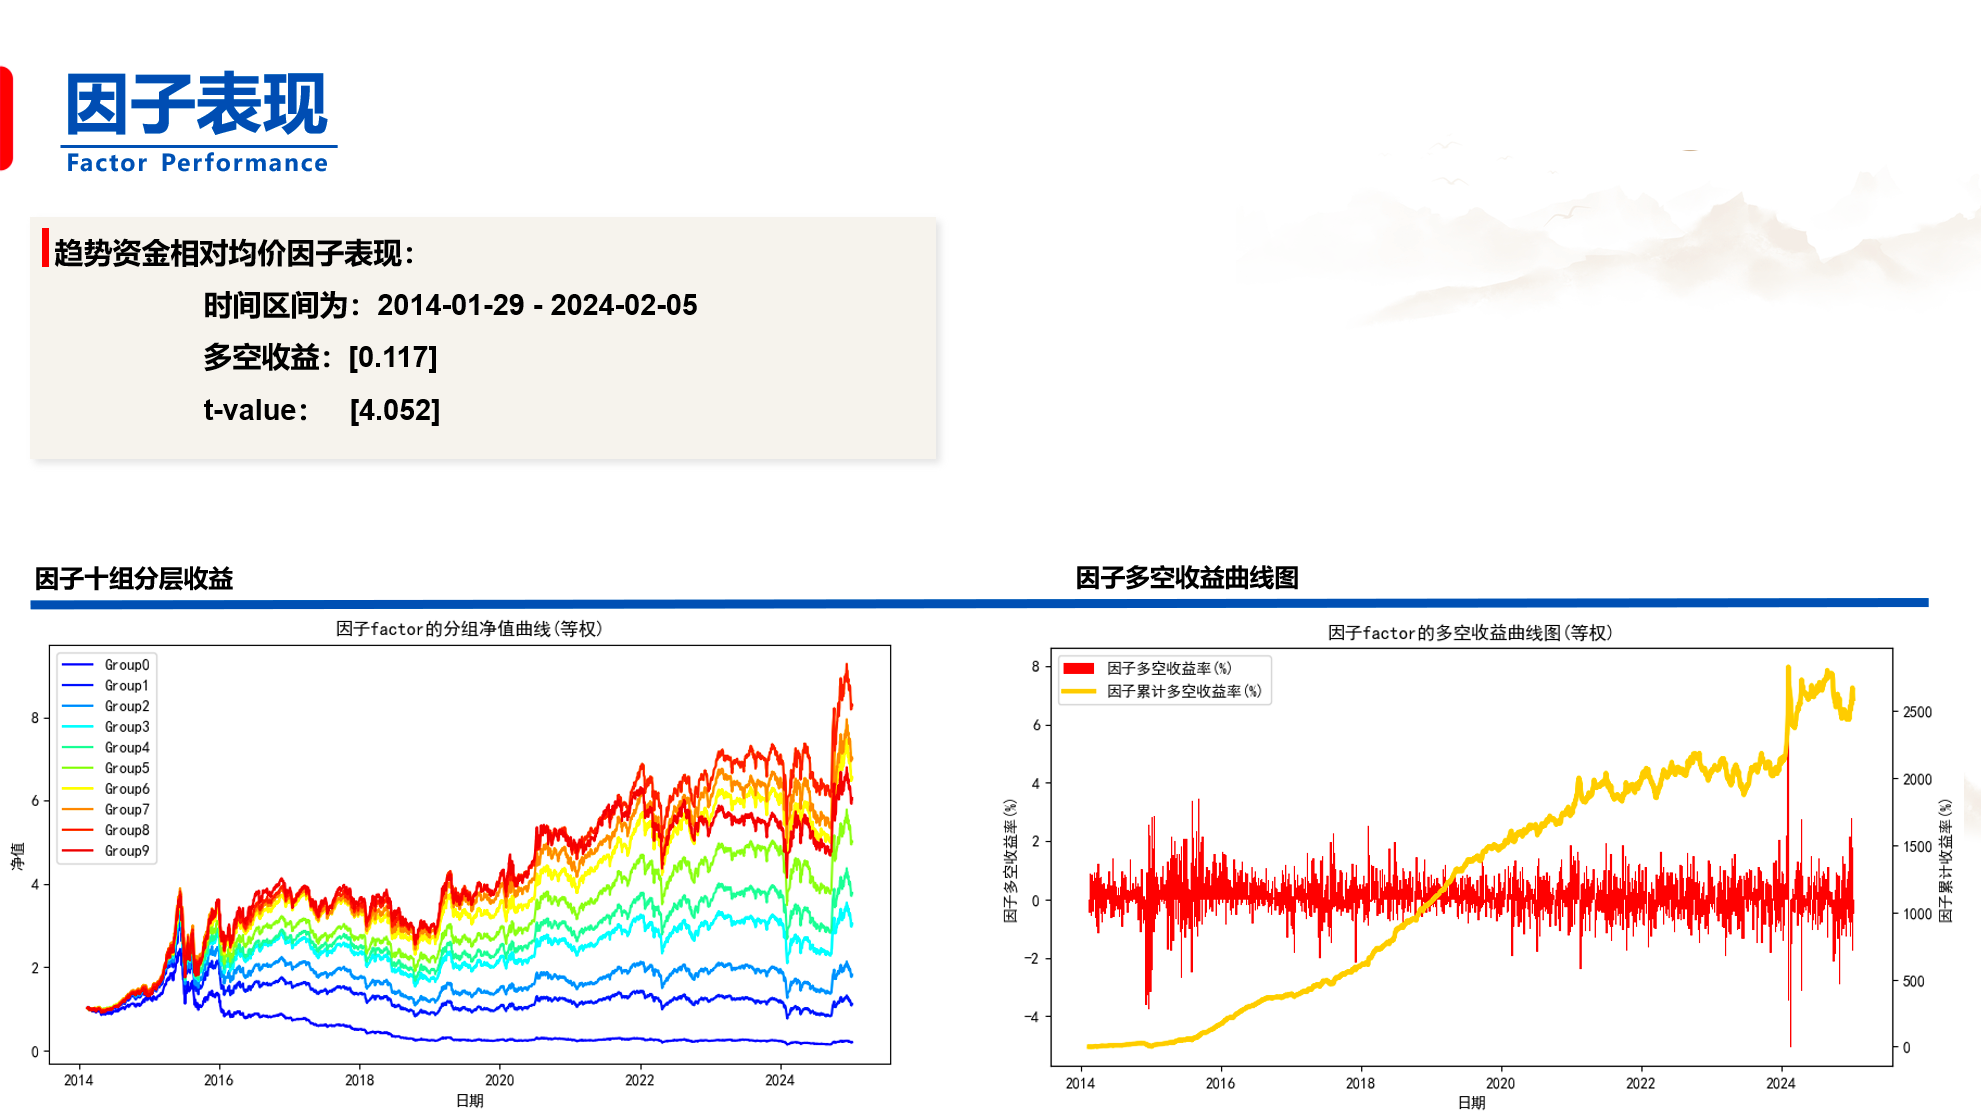 因子表现
Factor Performance
趋势资金相对均价因子表现：
时间区间为：2014-01-29 - 2024-02-05
多空收益：[0.117]
t-value： [4.052]
因子十组分层收益
因子多空收益曲线图
因子factor的分组净值曲线(等权)
Group0
Group1
Group2
Group3
Group4
Group5
Group6
Group7
Group8
Group9
净值
8
6
4
2
0
2014 2016 2018 2020 2022 2024
日期
因子factor的多空收益曲线图(等权)
因子多空收益率(%)
因子累计多空收益率(%)
因子多空收益率(%)
8
6
4
2
0
−2
−4
2500
2000
1500
1000
500
0
因子累计收益率(%)
2014 2016 2018 2020 2022 2024
日期